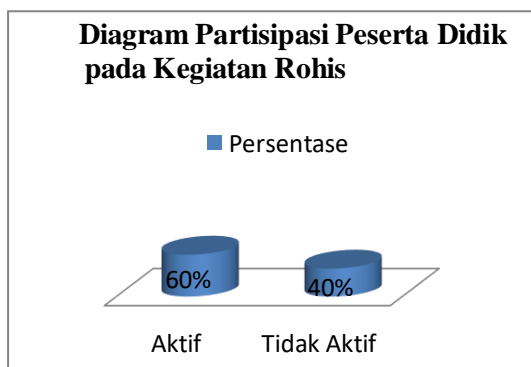 Diagram Partisipasi Peserta Didik
pada Kegiatan Rohis
Persentase
60%
40%
Aktif
Tidak Aktif